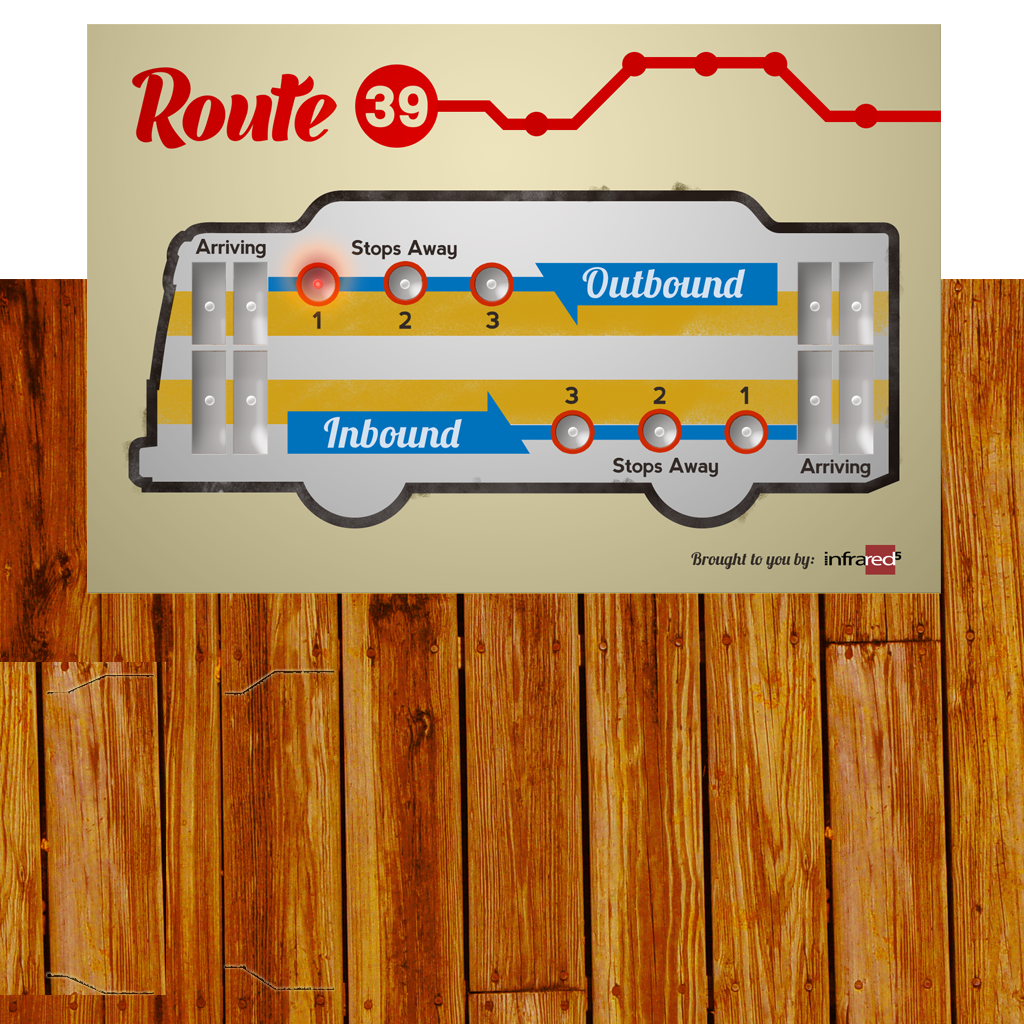 Route 39
Arriving
Stops Away
Outbound
1 2 3
3 2 1
Inbound
Stops Away
Arriving
Brought to you by: infrared5